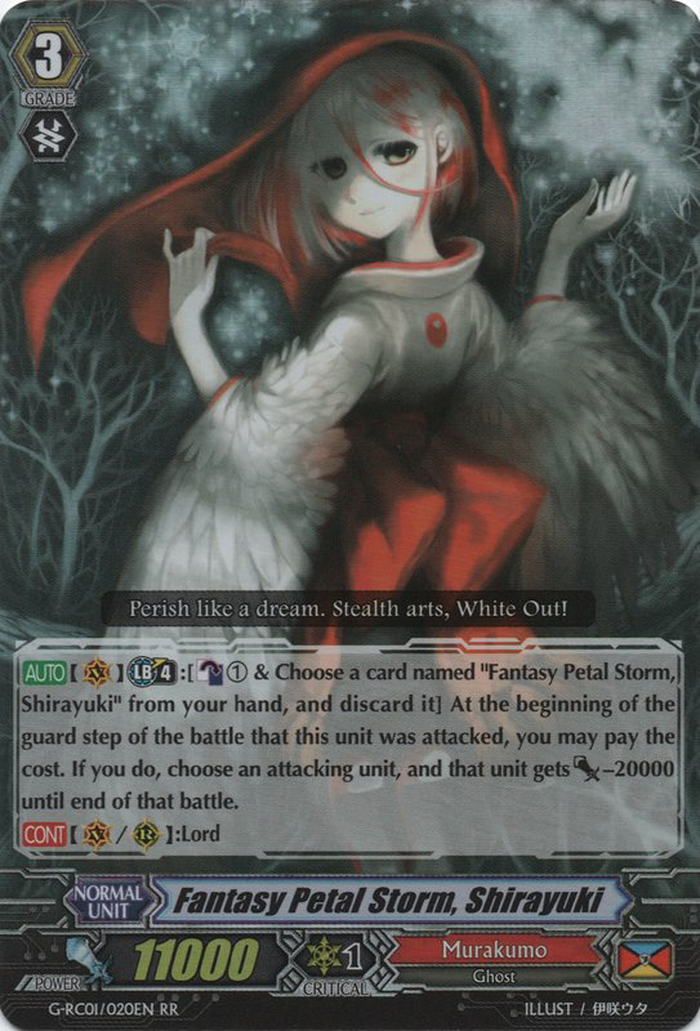 3
GRADE
Perish like a dream. Stealth arts, White Out!
AUTO【 V 】LB4:[① & Choose a card named "Fantasy Petal Storm,
Shirayuki" from your hand, and discard it] At the beginning of the
guard step of the battle that this unit was attacked, you may pay the
cost. If you do, choose an attacking unit, and that unit gets -20000
until end of that battle.
CONT【 V / R 】:Lord
NORMAL
UNIT
Fantasy Petal Storm, Shirayuki
POWER
11000
1
CRITICAL
Murakumo
Ghost
G-RC01/020EN RR
ILLUST / 伊咲ウタ